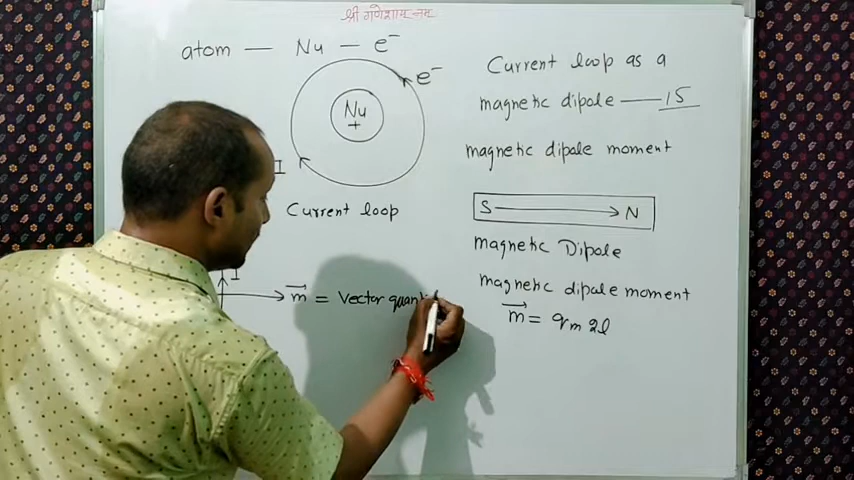 श्री गणेशाय नमः
atom — Nu — e⁻
e⁻
Nu
+
I
Current loop
I
m⃗ = Vector quant
Current loop as a
magnetic dipole — 15
magnetic dipole moment
S → N
magnetic Dipole
magnetic dipole moment
m⃗ = qm 2l